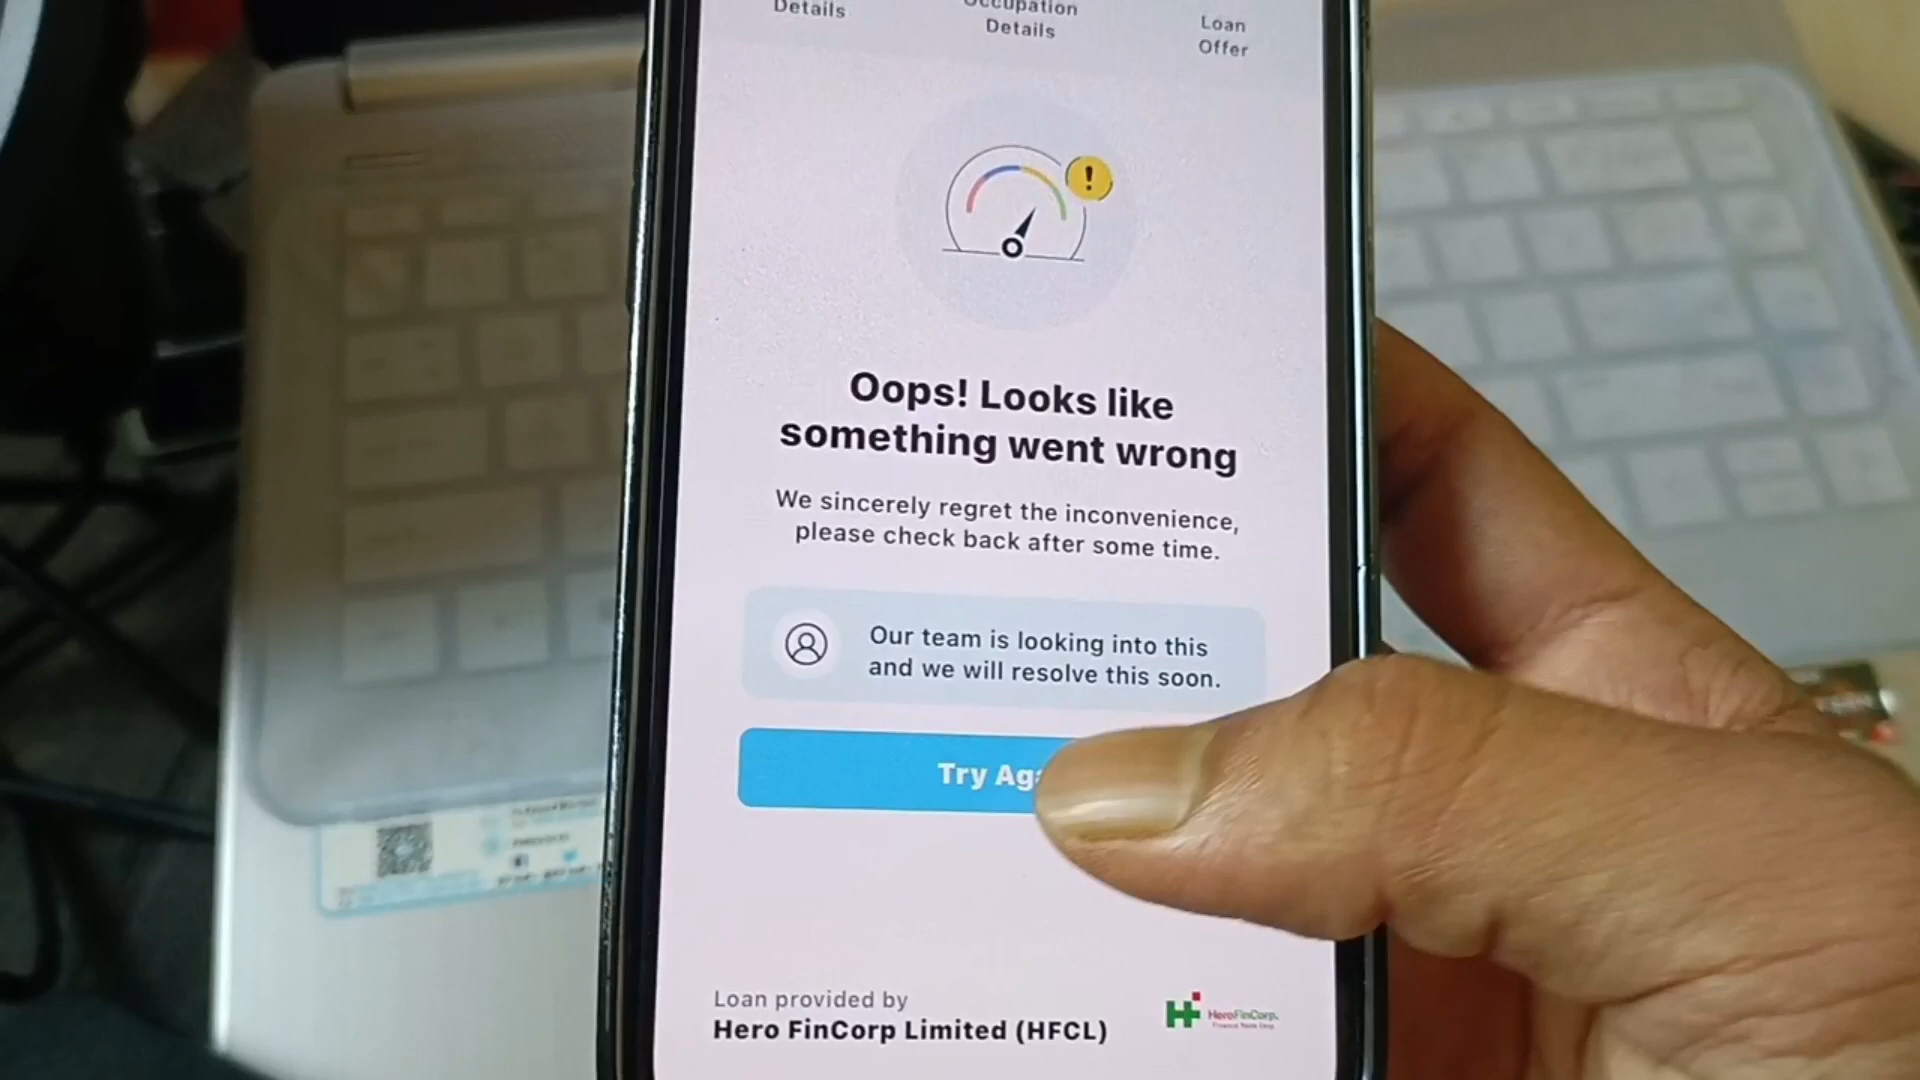 Details
Occupation
Details
Loan
Offer
!
Oops! Looks like
something went wrong
We sincerely regret the inconvenience,
please check back after some time.
Our team is looking into this
and we will resolve this soon.
Try Aga
Loan provided by
Hero FinCorp Limited (HFCL)
HeroFinCorp.